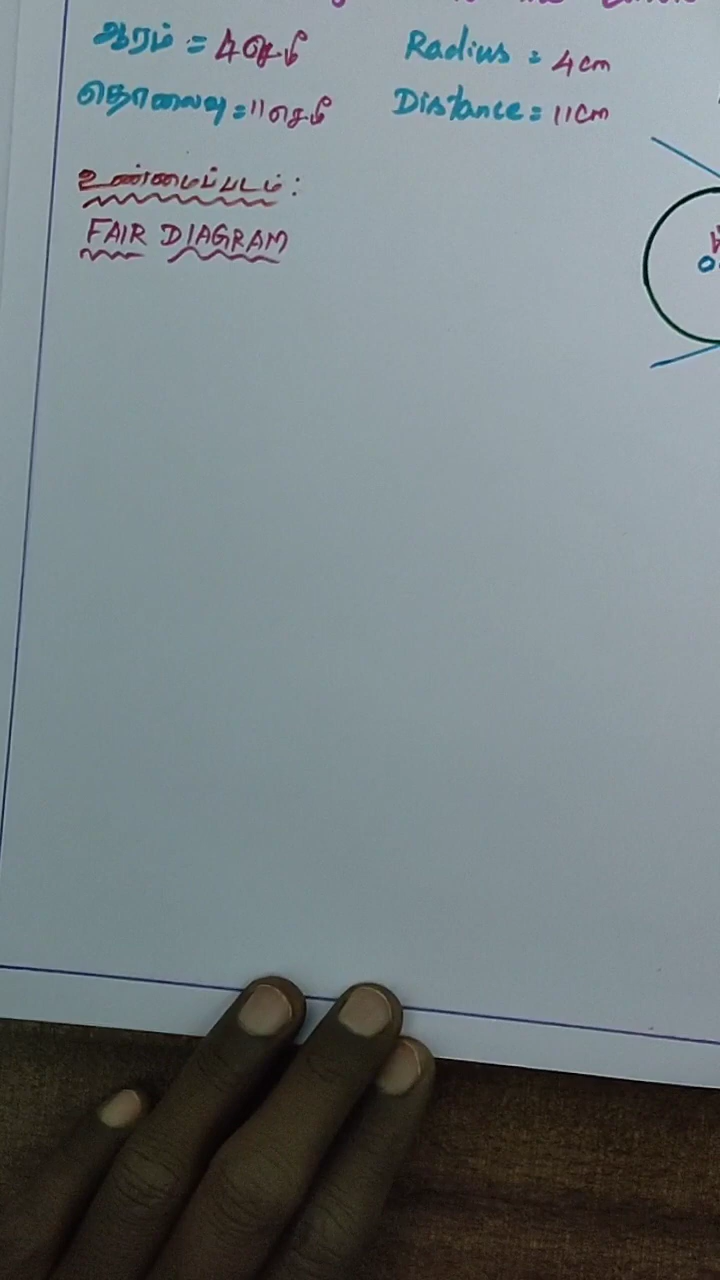 ஆரம் = 4செ.மீ Radius = 4cm
தொலைவு = 11செ.மீ Distance = 11cm
உண்மைப்படம் :
FAIR DIAGRAM
O